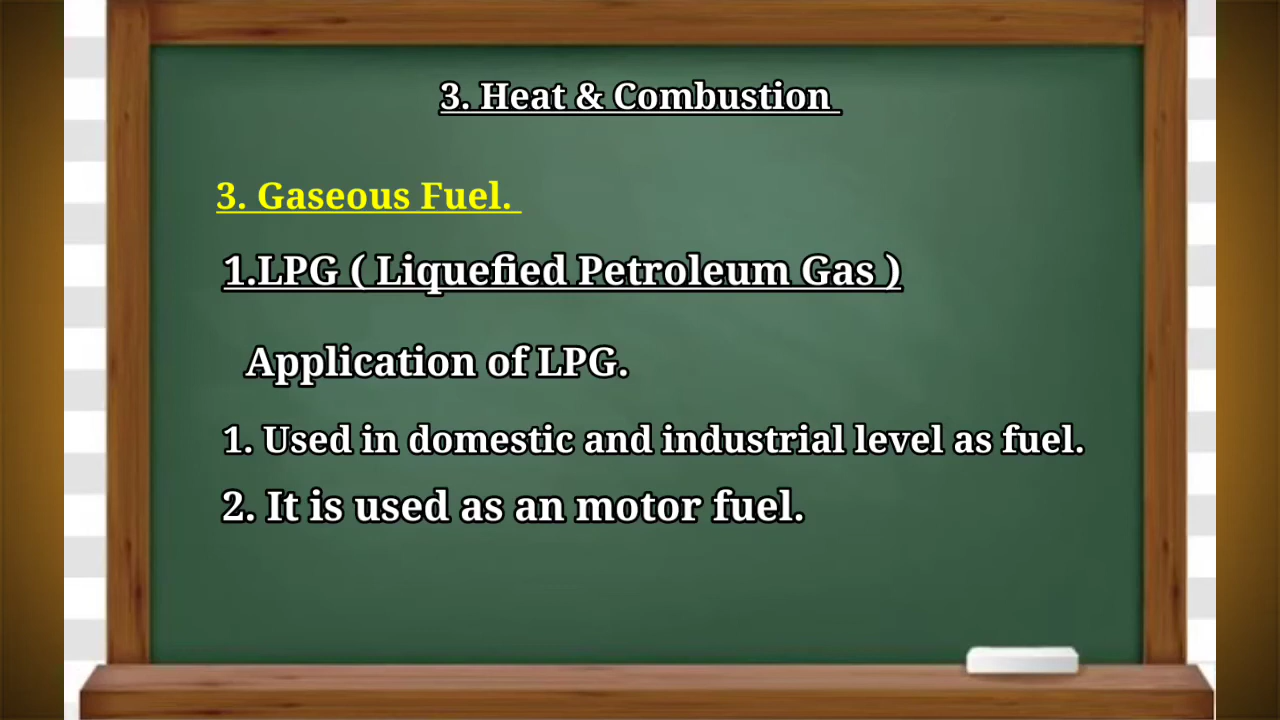 3. Heat & Combustion
3. Gaseous Fuel.
1.LPG ( Liquefied Petroleum Gas )
Application of LPG.
1. Used in domestic and industrial level as fuel.
2. It is used as an motor fuel.